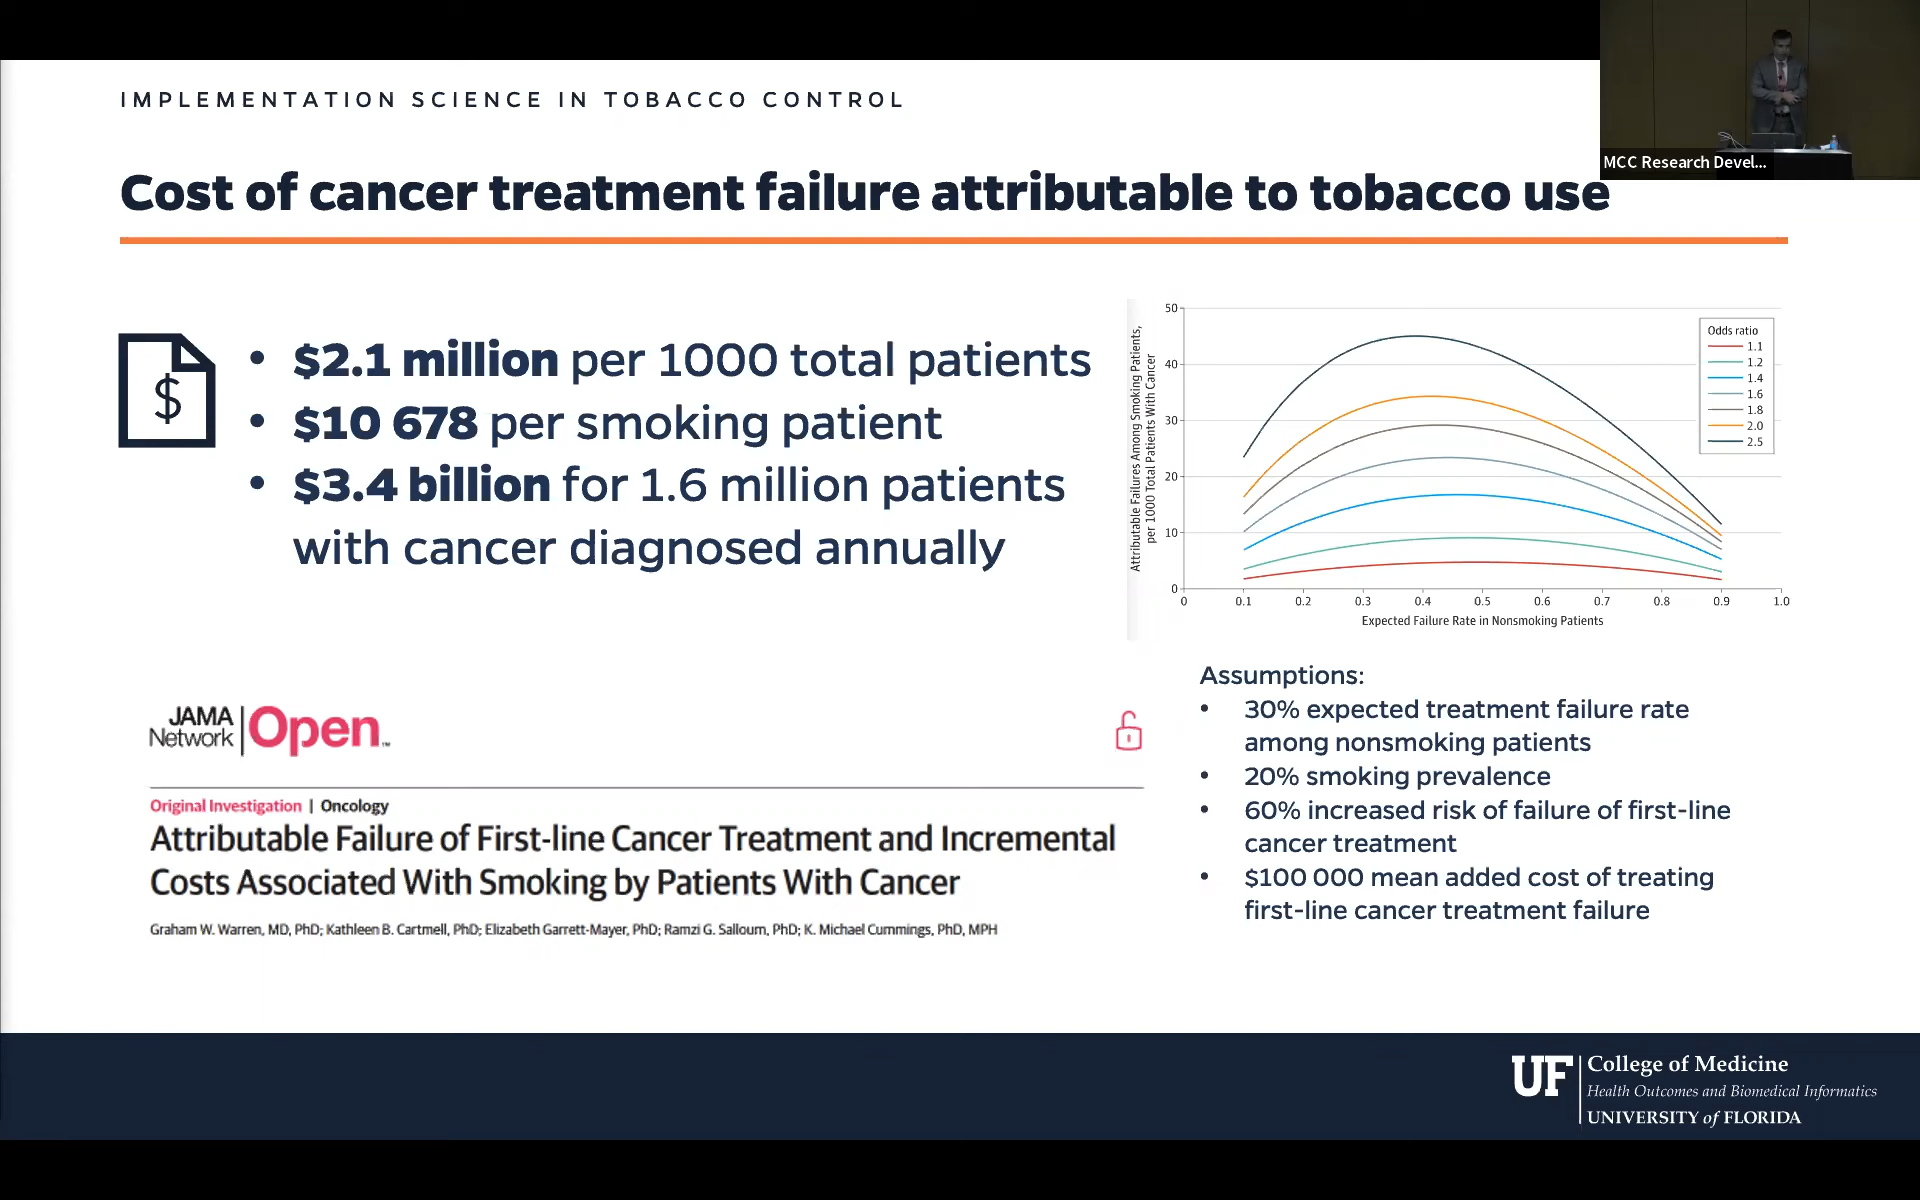 IMPLEMENTATION SCIENCE IN TOBACCO CONTROL
MCC Research Devel...
Cost of cancer treatment failure attributable to tobacco use
$
• $2.1 million per 1000 total patients
• $10 678 per smoking patient
• $3.4 billion for 1.6 million patients
with cancer diagnosed annually
Attributable Failures Among Smoking Patients,
per 1000 Total Patients With Cancer
50
40
30
20
10
0
0 0.1 0.2 0.3 0.4 0.5 0.6 0.7 0.8 0.9 1.0
Expected Failure Rate in Nonsmoking Patients
Odds ratio
1.1
1.2
1.4
1.6
1.8
2.0
2.5
JAMA
Network
Open™
Original Investigation | Oncology
Attributable Failure of First-line Cancer Treatment and Incremental
Costs Associated With Smoking by Patients With Cancer
Graham W. Warren, MD, PhD; Kathleen B. Cartmell, PhD; Elizabeth Garrett-Mayer, PhD; Ramzi G. Salloum, PhD; K. Michael Cummings, PhD, MPH
Assumptions:
• 30% expected treatment failure rate
among nonsmoking patients
• 20% smoking prevalence
• 60% increased risk of failure of first-line
cancer treatment
• $100 000 mean added cost of treating
first-line cancer treatment failure
UF
College of Medicine
Health Outcomes and Biomedical Informatics
UNIVERSITY of FLORIDA